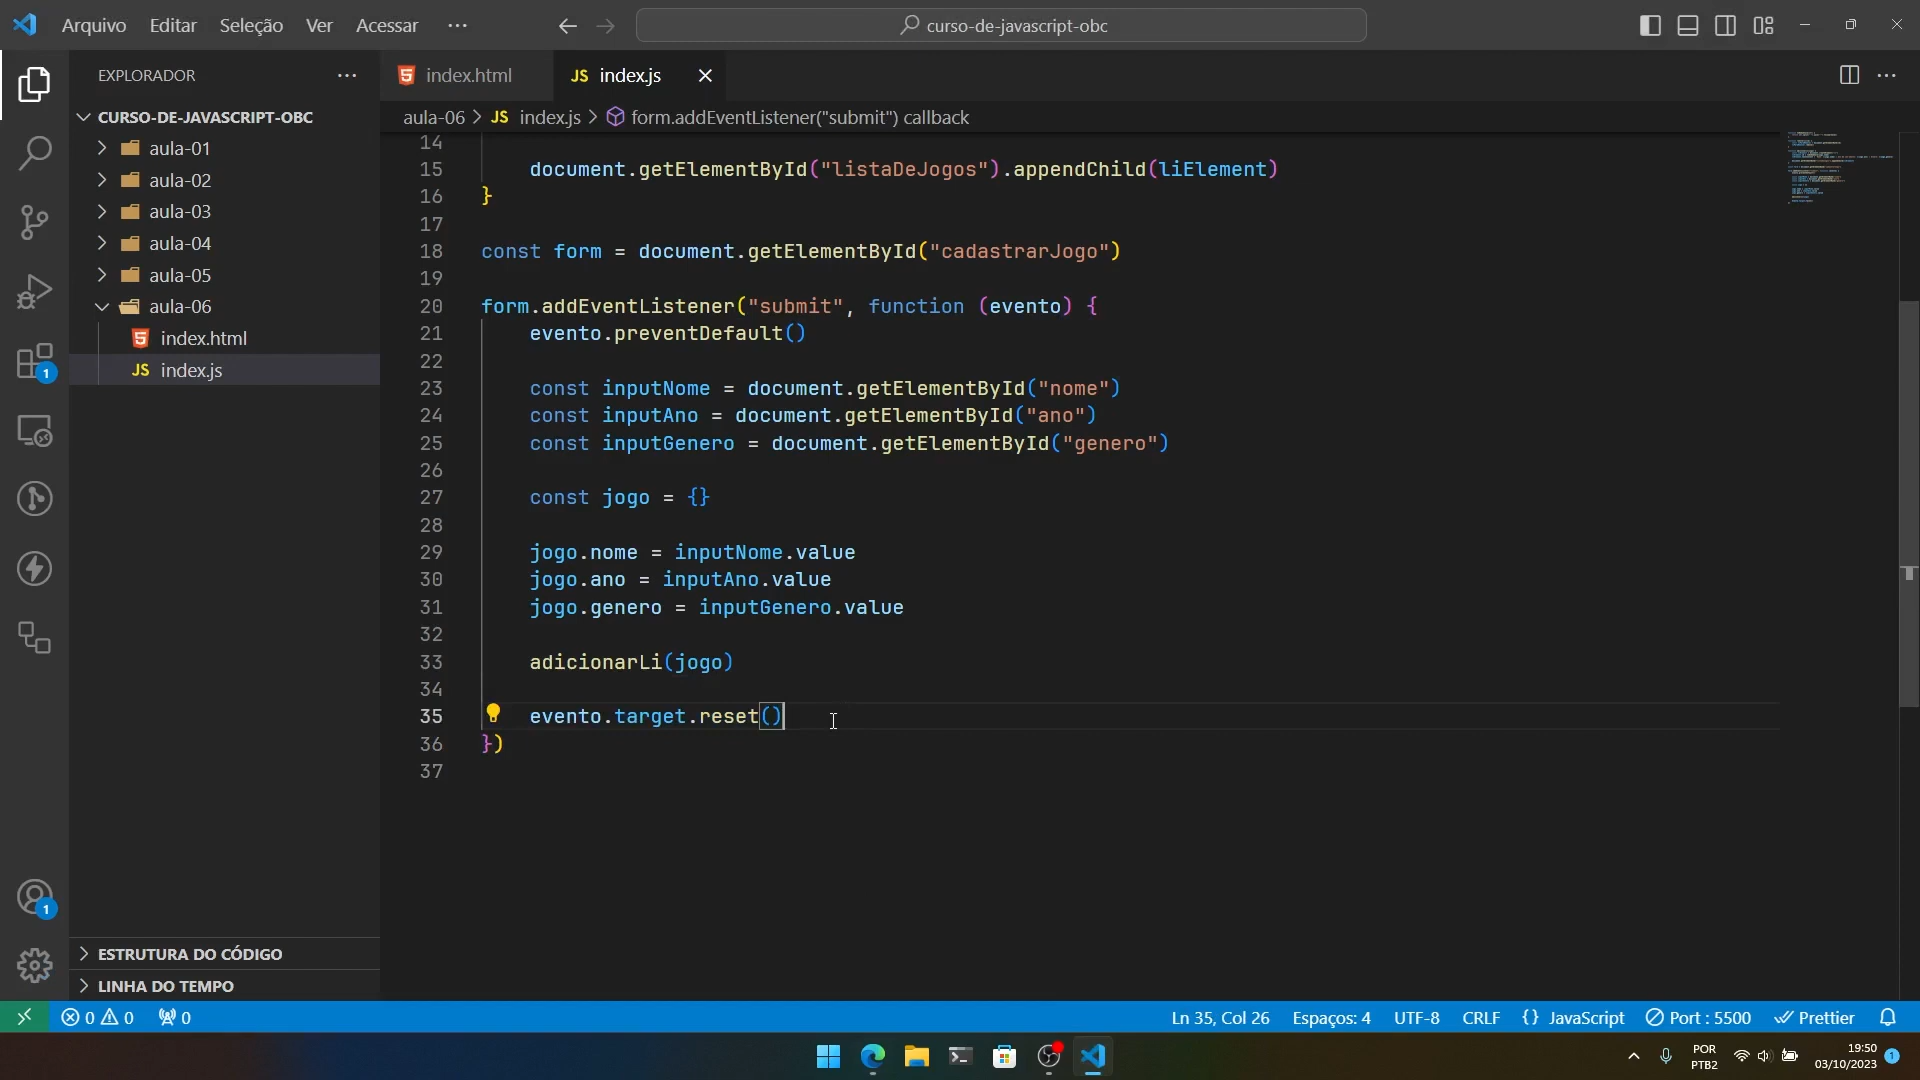 Arquivo Editar Seleção Ver Acessar ··· curso-de-javascript-obc
EXPLORADOR ···
CURSO-DE-JAVASCRIPT-OBC
aula-01
aula-02
aula-03
aula-04
aula-05
aula-06
index.html
JS index.js
ESTRUTURA DO CÓDIGO
LINHA DO TEMPO
index.html JS index.js
aula-06 > JS index.js > form.addEventListener("submit") callback
14
15 document.getElementById("listaDeJogos").appendChild(liElement)
16 }
17
18 const form = document.getElementById("cadastrarJogo")
19
20 form.addEventListener("submit", function (evento) {
21 evento.preventDefault()
22
23 const inputNome = document.getElementById("nome")
24 const inputAno = document.getElementById("ano")
25 const inputGenero = document.getElementById("genero")
26
27 const jogo = {}
28
29 jogo.nome = inputNome.value
30 jogo.ano = inputAno.value
31 jogo.genero = inputGenero.value
32
33 adicionarLi(jogo)
34
35 evento.target.reset()
36 })
37
1
1
0 0 0 Ln 35, Col 26 Espaços: 4 UTF-8 CRLF {} JavaScript Port : 5500 Prettier
POR
PTB2
19:50
03/10/2023
1